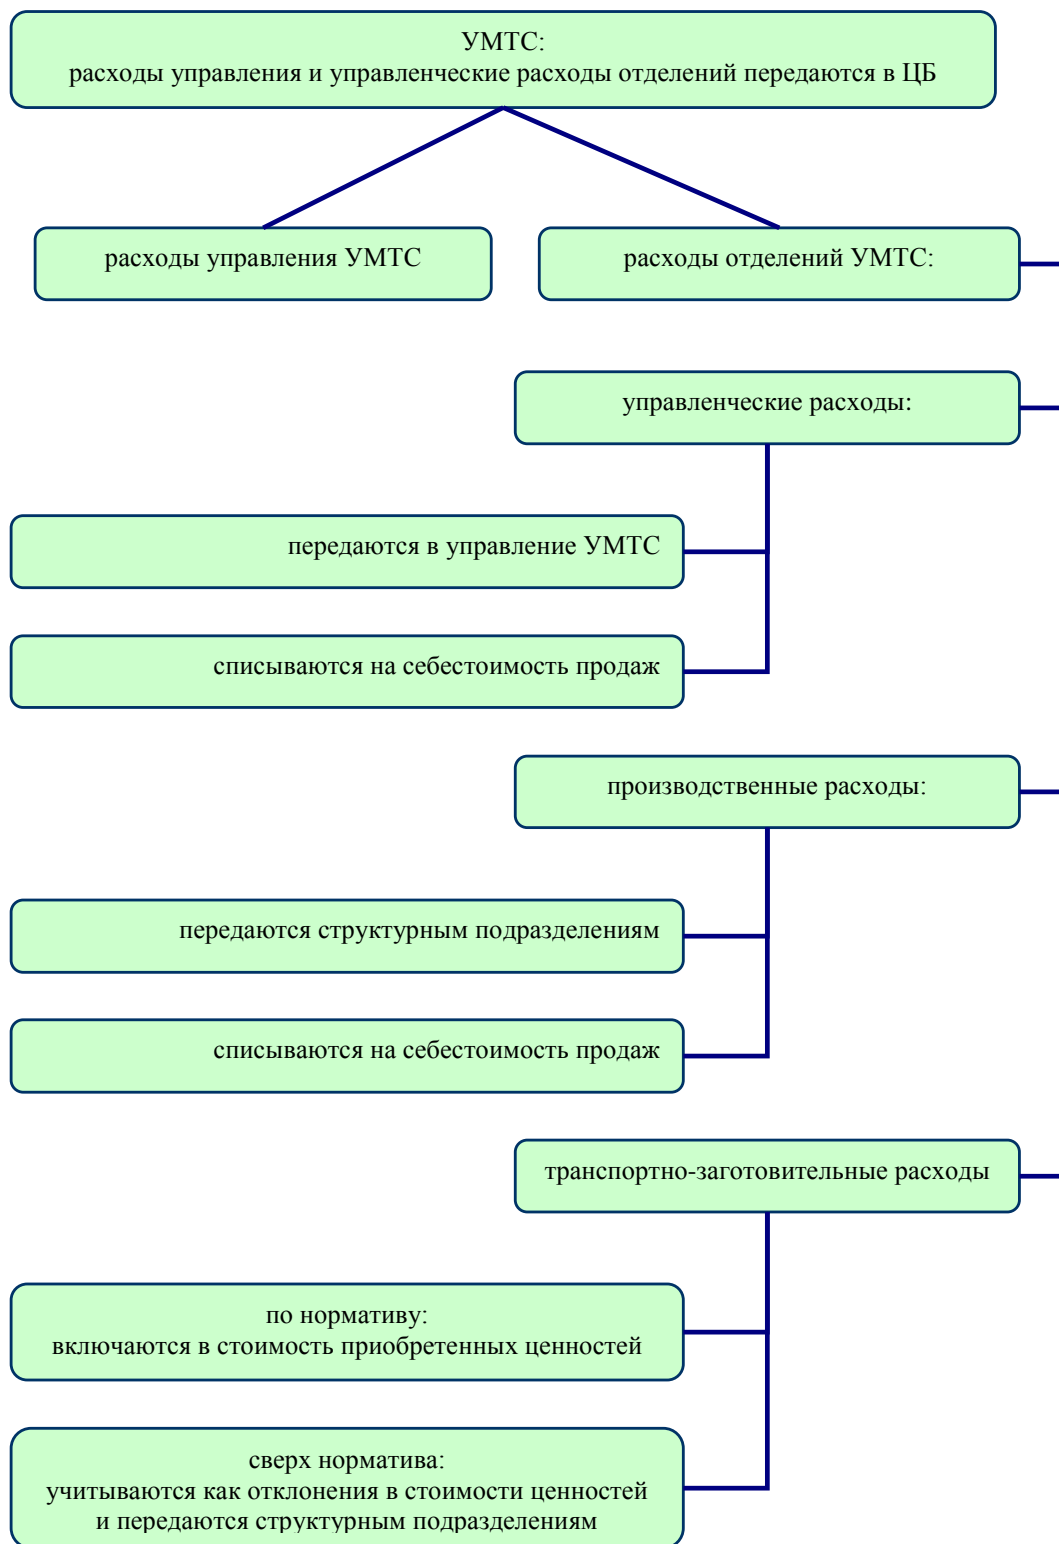 УМТС:
расходы управления и управленческие расходы отделений передаются в ЦБ
расходы управления УМТС
расходы отделений УМТС:
управленческие расходы:
передаются в управление УМТС
списываются на себестоимость продаж
производственные расходы:
передаются структурным подразделениям
списываются на себестоимость продаж
транспортно-заготовительные расходы
по нормативу:
включаются в стоимость приобретенных ценностей
сверх норматива:
учитываются как отклонения в стоимости ценностей
и передаются структурным подразделениям